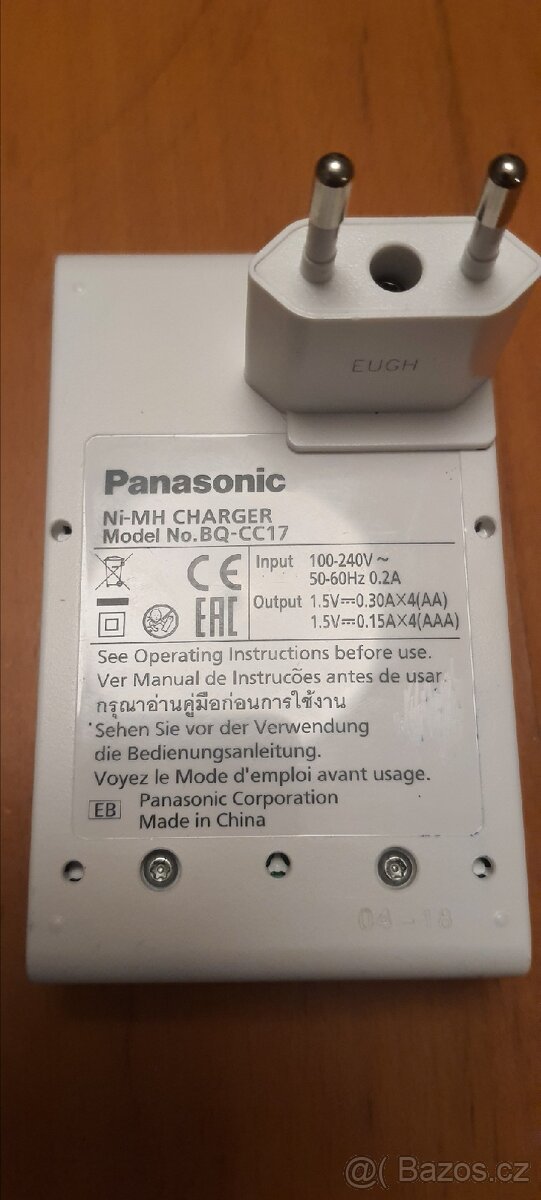 EUGH
Panasonic
Ni-MH CHARGER
Model No.BQ-CC17
CE
EAC
Input 100-240V ~
50-60Hz 0.2A
Output 1.5V⎓0.30A×4(AA)
1.5V⎓0.15A×4(AAA)
See Operating Instructions before use.
Ver Manual de Instrucões antes de usar.
กรุณาอ่านคู่มือก่อนการใช้งาน
Sehen Sie vor der Verwendung
die Bedienungsanleitung.
Voyez le Mode d'emploi avant usage.
EB Panasonic Corporation
Made in China
04-18
@( Bazos.cz